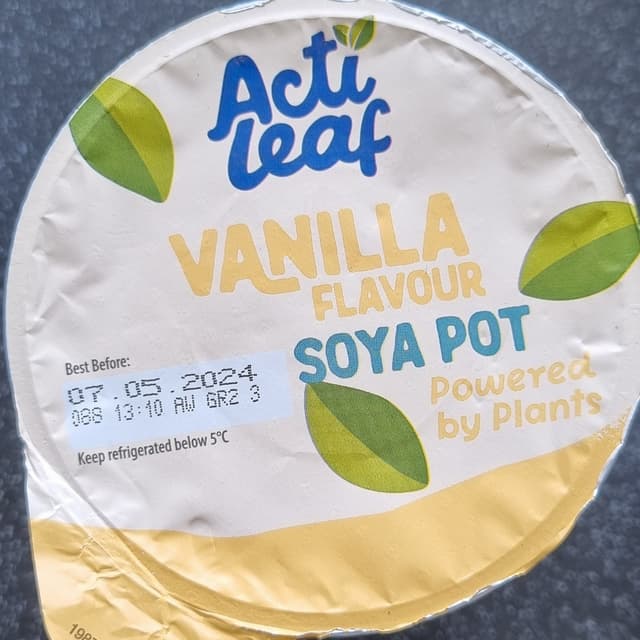 Acti
Leaf
VANILLA
FLAVOUR
SOYA POT
Powered
by Plants
Best Before:
07.05.2024
088 13:10 AW GR2 3
Keep refrigerated below 5°C